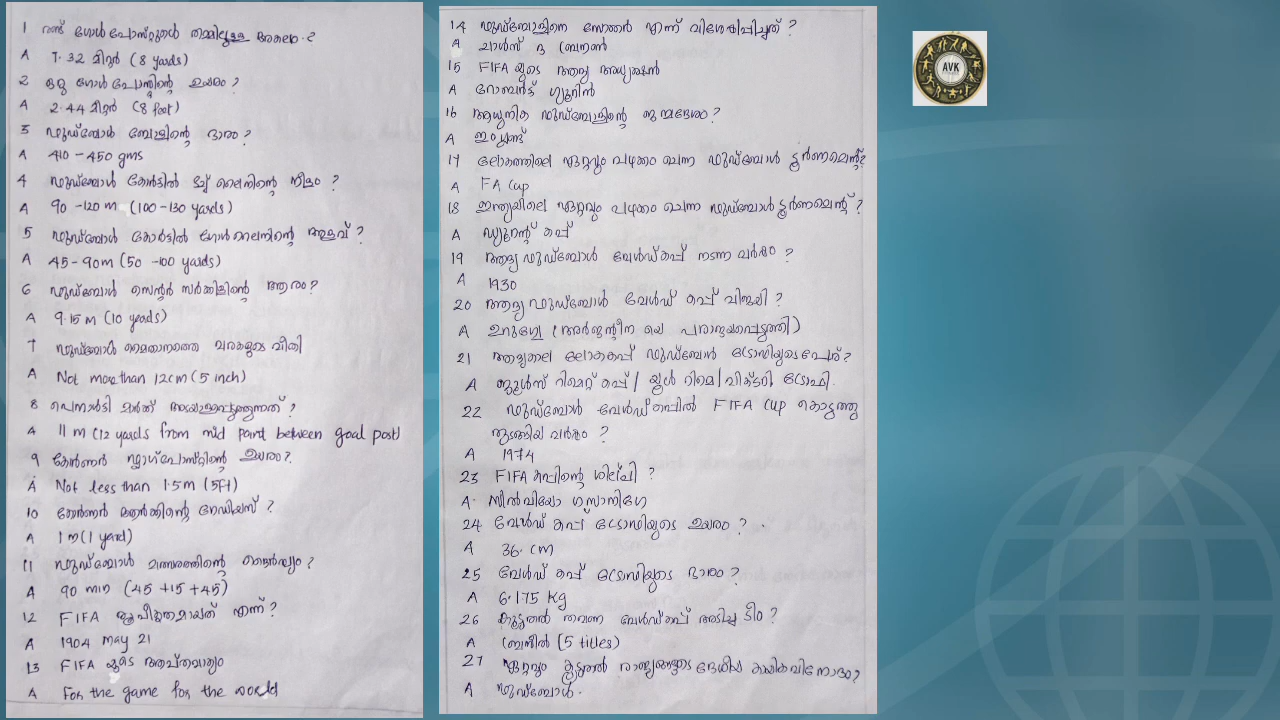 1 രണ്ട് ഗോൾ പോസ്റ്റുകൾ തമ്മിലുള്ള അകലം ?
A 7.32 മീറ്റർ (8 yards)
2 ഒരു ഗോൾ പോസ്റ്റിന്റെ ഉയരം ?
A 2.44 മീറ്റർ (8 foot)
3 ഫുട്ബോൾ ബോളിന്റെ ഭാരം ?
A 410 - 450 gms
4 ഫുട്ബോൾ കോർട്ടിൽ ടച്ച് ലൈനിന്റെ നീളം ?
A 90 - 120 m (100 - 130 yards)
5 ഫുട്ബോൾ കോർട്ടിൽ ഗോൾ ലൈനിന്റെ അളവ് ?
A 45 - 90m (50 - 100 yards)
6 ഫുട്ബോൾ സെന്റർ സർക്കിളിന്റെ ആരം ?
A 9.15 m (10 yeads)
7 ഫുട്ബോൾ മൈതാനത്തെ വരകളുടെ വീതി
A Not more than 12cm (5 inch)
8 പെനാൽട്ടി മാർക്ക് അടയാളപ്പെടുത്തുന്നത് ?
A 11 m (12 yards from mid point between goal post)
9 കോർണർ ഫ്ലാഗ് പോസ്റ്റിന്റെ ഉയരം ?
A Not less than 1.5m (5Ft)
10 കോർണർ ആർക്കിന്റെ റേഡിയസ് ?
A 1 m (1 yard)
11 ഫുട്ബോൾ മത്സരത്തിന്റെ ദൈർഘ്യം ?
A 90 min (45 +15 +45)
12 FIFA രൂപീകൃതമായത് എന്ന് ?
A 1904 may 21
13 FIFA യുടെ ആപ്തവാക്യം
A For the game for the world
14 ഫുട്ബോളിനെ സോക്കർ എന്ന് വിശേഷിപ്പിച്ചത് ?
A ചാൾസ് ദ ബ്രൗൺ
15 FIFA യുടെ ആദ്യ അധ്യക്ഷൻ
A റോബർട്ട് ഗ്യൂറിൻ
16 ആധുനിക ഫുട്ബോളിന്റെ ജന്മദേശം ?
A ഇംഗ്ലണ്ട്
17 ലോകത്തിലെ ഏറ്റവും പഴക്കം ചെന്ന ഫുട്ബോൾ ടൂർണമെന്റ് ?
A FA Cup
18 ഇന്ത്യയിലെ ഏറ്റവും പഴക്കം ചെന്ന ഫുട്ബോൾ ടൂർണമെന്റ് ?
A ഡ്യൂറന്റ് കപ്പ്
19 ആദ്യ ഫുട്ബോൾ വേൾഡ് കപ്പ് നടന്ന വർഷം ?
A 1930
20 ആദ്യ ഫുട്ബോൾ വേൾഡ് കപ്പ് വിജയി ?
A ഉറുഗ്വേ (അർജന്റീന യെ പരാജയപ്പെടുത്തി)
21 ആദ്യകാല ലോകകപ്പ് ഫുട്ബോൾ ട്രോഫിയുടെ പേര് ?
A ജൂൾസ് റിമെറ്റ് കപ്പ് / യൂൾ റിമെ / വിക്ടറി ട്രോഫി.
22 ഫുട്ബോൾ വേൾഡ് കപ്പിൽ FIFA Cup കൊടുത്തു
തുടങ്ങിയ വർഷം ?
A 1974
23 FIFA കപ്പിന്റെ ശില്പി ?
A സിൽവിയോ ഗസാനിഗേ
24 വേൾഡ് കപ്പ് ട്രോഫിയുടെ ഉയരം ?
A 36. cm
25 വേൾഡ് കപ്പ് ട്രോഫിയുടെ ഭാരം ?
A 6.175 Kg
26 കൂടുതൽ തവണ വേൾഡ് കപ്പ് അടിച്ച ടീം ?
A ബ്രസീൽ (5 titles)
27 ഏറ്റവും കൂടുതൽ രാജ്യങ്ങളുടെ ദേശീയ കായികവിനോദം ?
A ഫുട്ബോൾ.
AVK